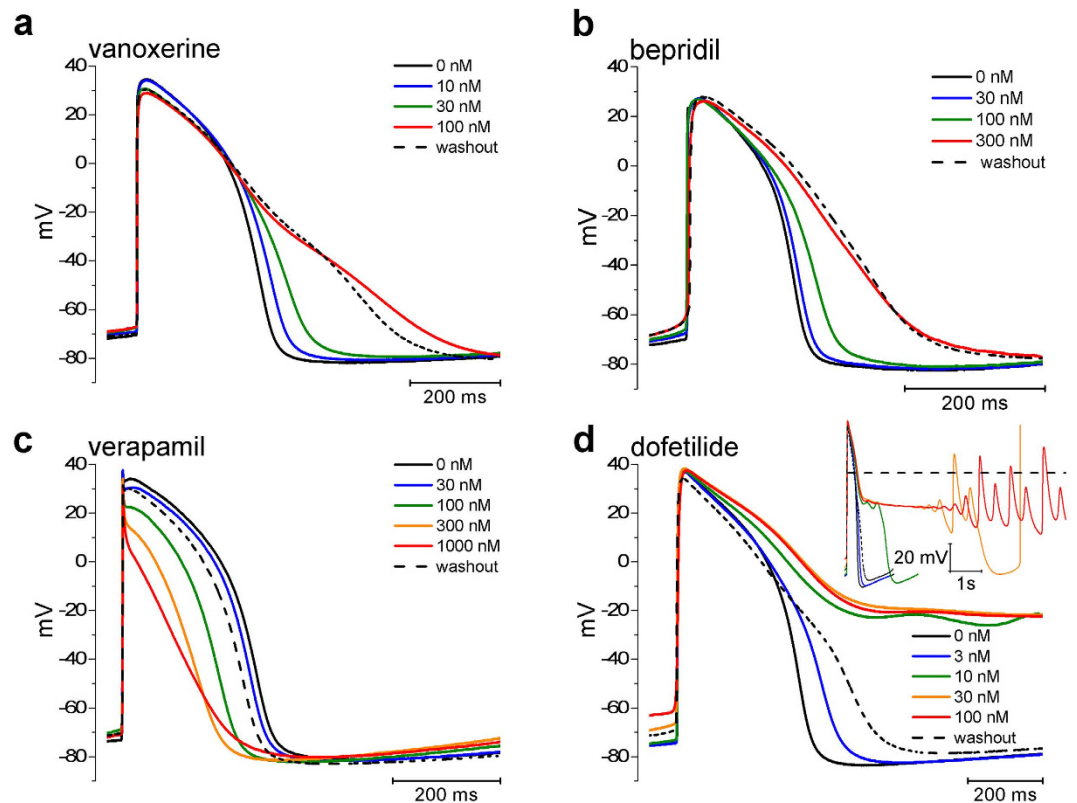 a
vanoxerine
40
20
0
-20
-40
-60
-80
mV
0 nM
10 nM
30 nM
100 nM
washout
200 ms
b
bepridil
40
20
0
-20
-40
-60
-80
mV
0 nM
30 nM
100 nM
300 nM
washout
200 ms
c
verapamil
40
20
0
-20
-40
-60
-80
mV
0 nM
30 nM
100 nM
300 nM
1000 nM
washout
200 ms
d
dofetilide
40
20
0
-20
-40
-60
-80
mV
20 mV
1s
0 nM
3 nM
10 nM
30 nM
100 nM
washout
200 ms